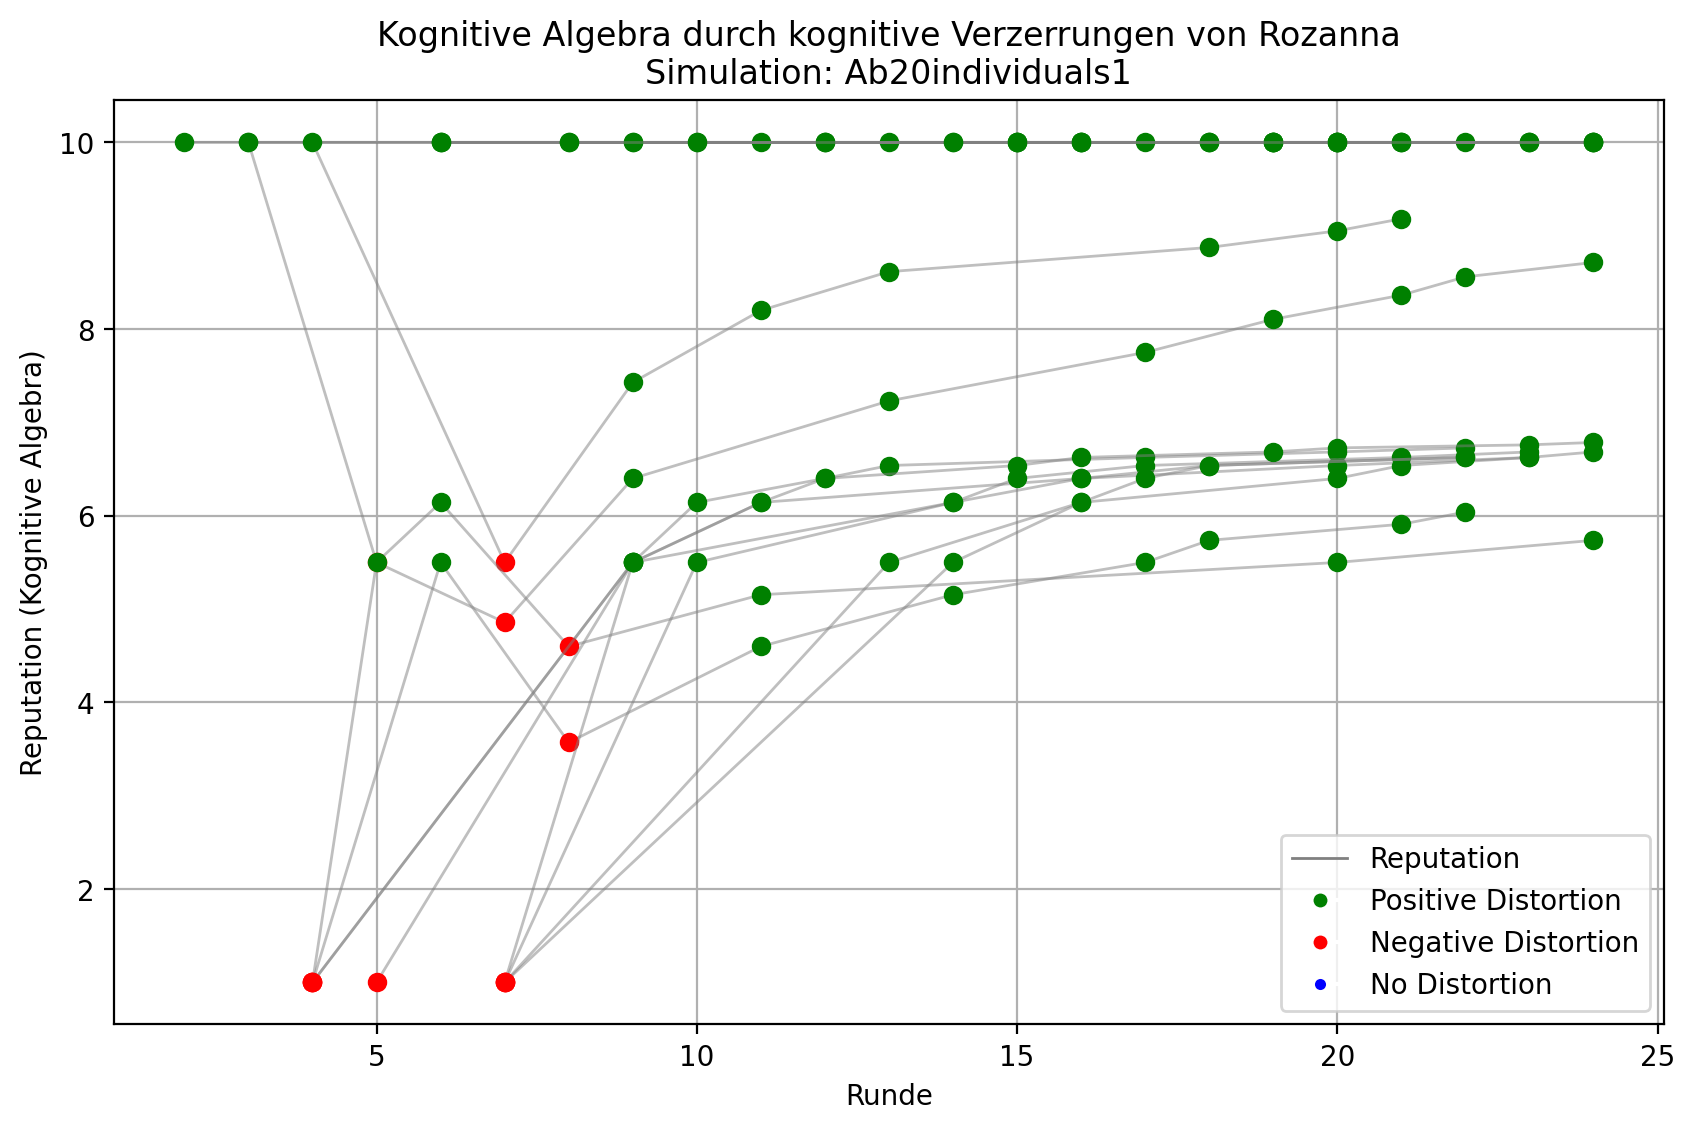 Kognitive Algebra durch kognitive Verzerrungen von Rozanna
Simulation: Ab20individuals1
Reputation (Kognitive Algebra)
10
8
6
4
2
5
10
15
20
25
Runde
Reputation
Positive Distortion
Negative Distortion
No Distortion